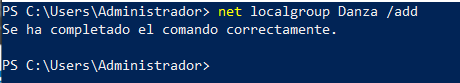 PS C:\Users\Administrador> net localgroup Danza /add
Se ha completado el comando correctamente.
PS C:\Users\Administrador>